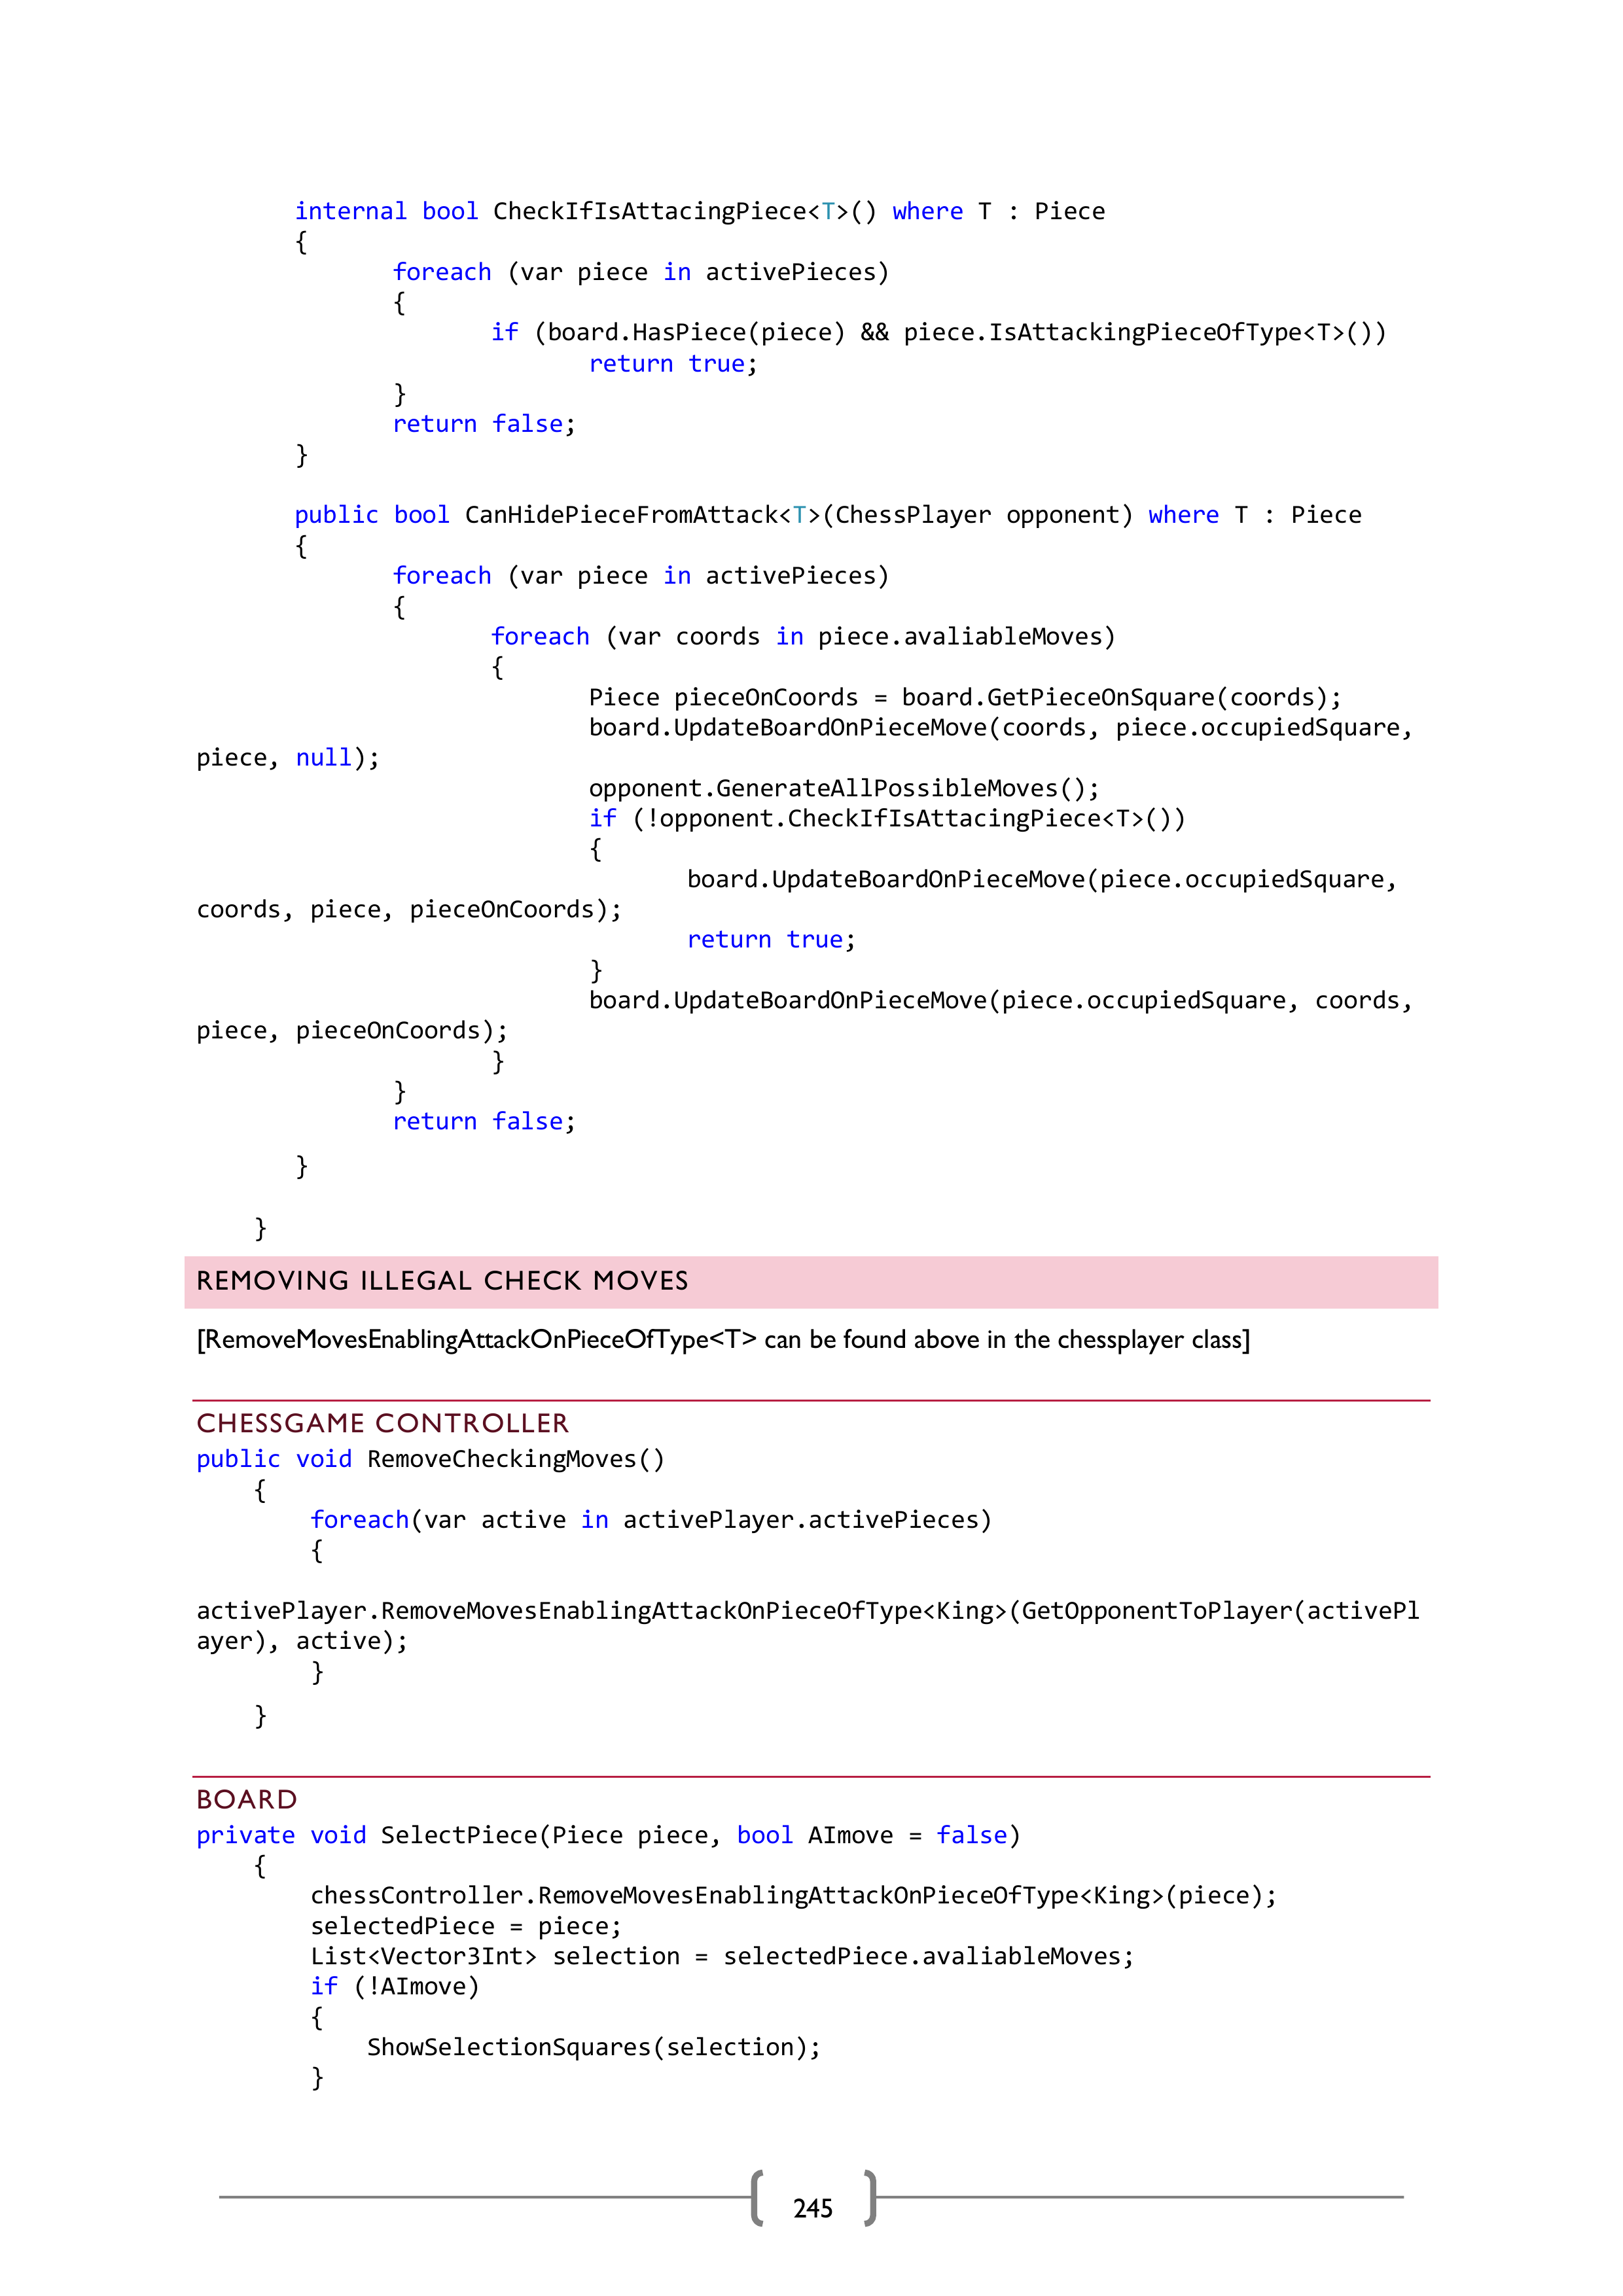 internal bool CheckIfIsAttacingPiece<T>() where T : Piece
{
foreach (var piece in activePieces)
{
if (board.HasPiece(piece) && piece.IsAttackingPieceOfType<T>())
return true;
}
return false;
}
public bool CanHidePieceFromAttack<T>(ChessPlayer opponent) where T : Piece
{
foreach (var piece in activePieces)
{
foreach (var coords in piece.avaliableMoves)
{
Piece pieceOnCoords = board.GetPieceOnSquare(coords);
board.UpdateBoardOnPieceMove(coords, piece.occupiedSquare,
piece, null);
opponent.GenerateAllPossibleMoves();
if (!opponent.CheckIfIsAttacingPiece<T>())
{
board.UpdateBoardOnPieceMove(piece.occupiedSquare,
coords, piece, pieceOnCoords);
return true;
}
board.UpdateBoardOnPieceMove(piece.occupiedSquare, coords,
piece, pieceOnCoords);
}
}
return false;
}
}
REMOVING ILLEGAL CHECK MOVES
[RemoveMovesEnablingAttackOnPieceOfType<T> can be found above in the chessplayer class]
CHESSGAME CONTROLLER
public void RemoveCheckingMoves()
{
foreach(var active in activePlayer.activePieces)
{
activePlayer.RemoveMovesEnablingAttackOnPieceOfType<King>(GetOpponentToPlayer(activePl
ayer), active);
}
}
BOARD
private void SelectPiece(Piece piece, bool AImove = false)
{
chessController.RemoveMovesEnablingAttackOnPieceOfType<King>(piece);
selectedPiece = piece;
List<Vector3Int> selection = selectedPiece.avaliableMoves;
if (!AImove)
{
ShowSelectionSquares(selection);
}
245